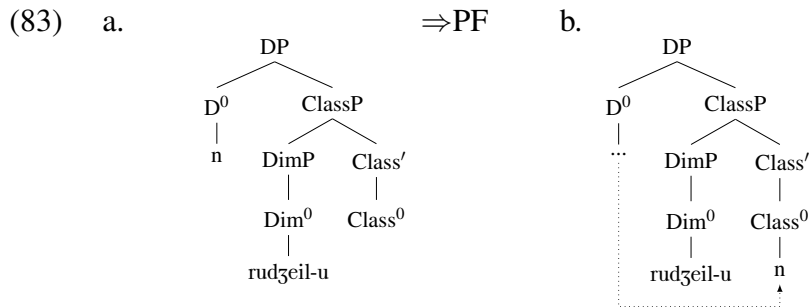 (83) a. ⇒PF b.
DP DP
D⁰ ClassP D⁰ ClassP
n DimP Class′ ... DimP Class′
Dim⁰ Class⁰ Dim⁰ Class⁰
rudʒeil-u rudʒeil-u n